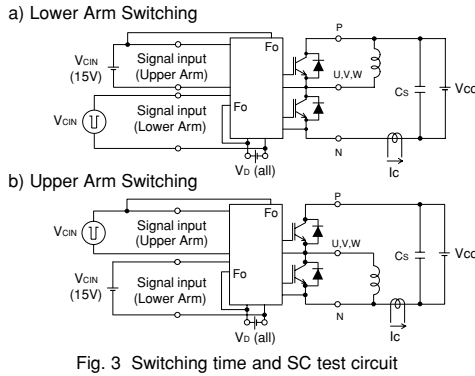 a) Lower Arm Switching
P
Fo
VCIN
(15V)
Signal input
(Upper Arm)
U,V,W
CS
VCC
VCIN
Signal input
(Lower Arm)
Fo
N
Ic
VD (all)
b) Upper Arm Switching
P
Fo
VCIN
Signal input
(Upper Arm)
U,V,W
CS
VCC
VCIN
(15V)
Signal input
(Lower Arm)
Fo
N
Ic
VD (all)
Fig. 3 Switching time and SC test circuit